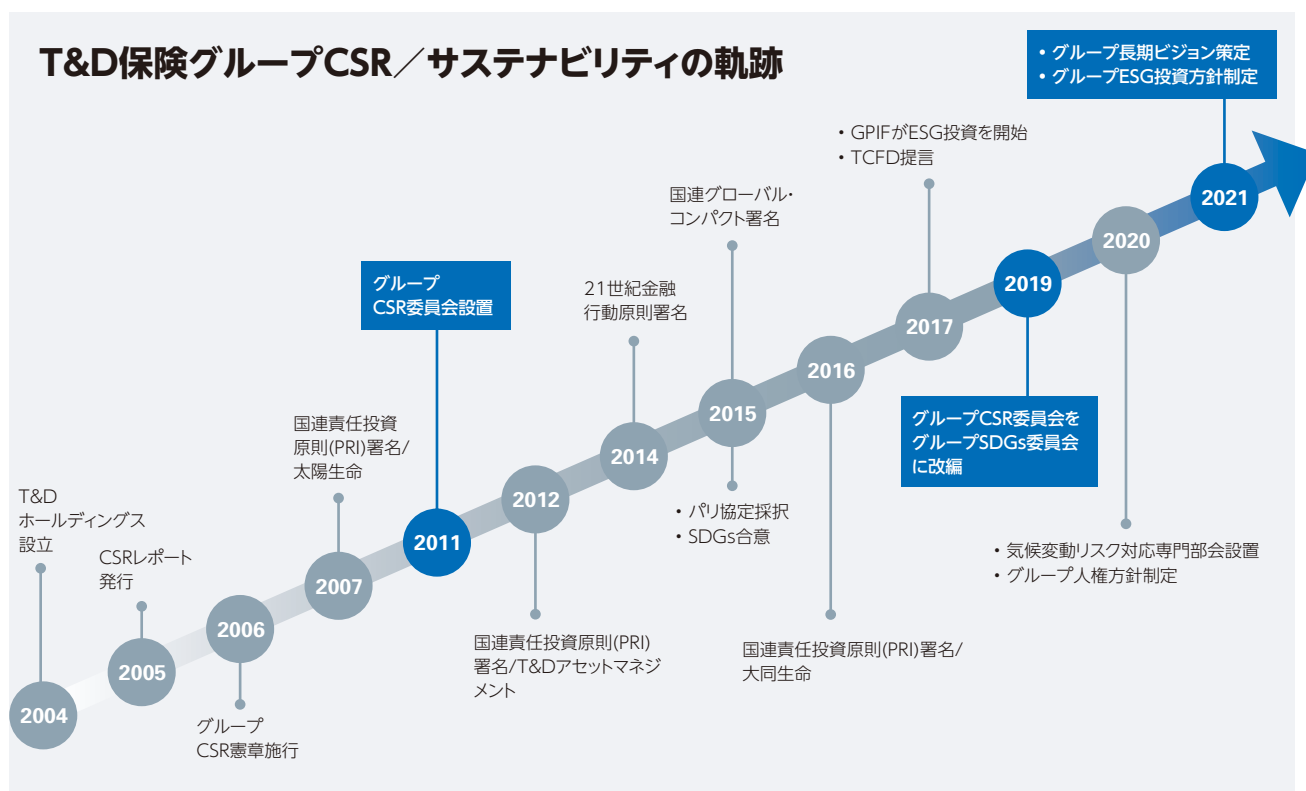 T&D保険グループCSR／サステナビリティの軌跡
T&D
ホールディングス
設立
2004
CSRレポート
発行
2005
2006
グループ
CSR憲章施行
国連責任投資
原則(PRI)署名/
太陽生命
2007
グループ
CSR委員会設置
2011
2012
国連責任投資原則(PRI)
署名/T&Dアセットマネジ
メント
21世紀金融
行動原則署名
2014
国連グローバル・
コンパクト署名
2015
・パリ協定採択
・SDGs合意
2016
国連責任投資原則(PRI)署名/
大同生命
・GPIFがESG投資を開始
・TCFD提言
2017
2019
グループCSR委員会を
グループSDGs委員会
に改編
2020
・気候変動リスク対応専門部会設置
・グループ人権方針制定
・グループ長期ビジョン策定
・グループESG投資方針制定
2021